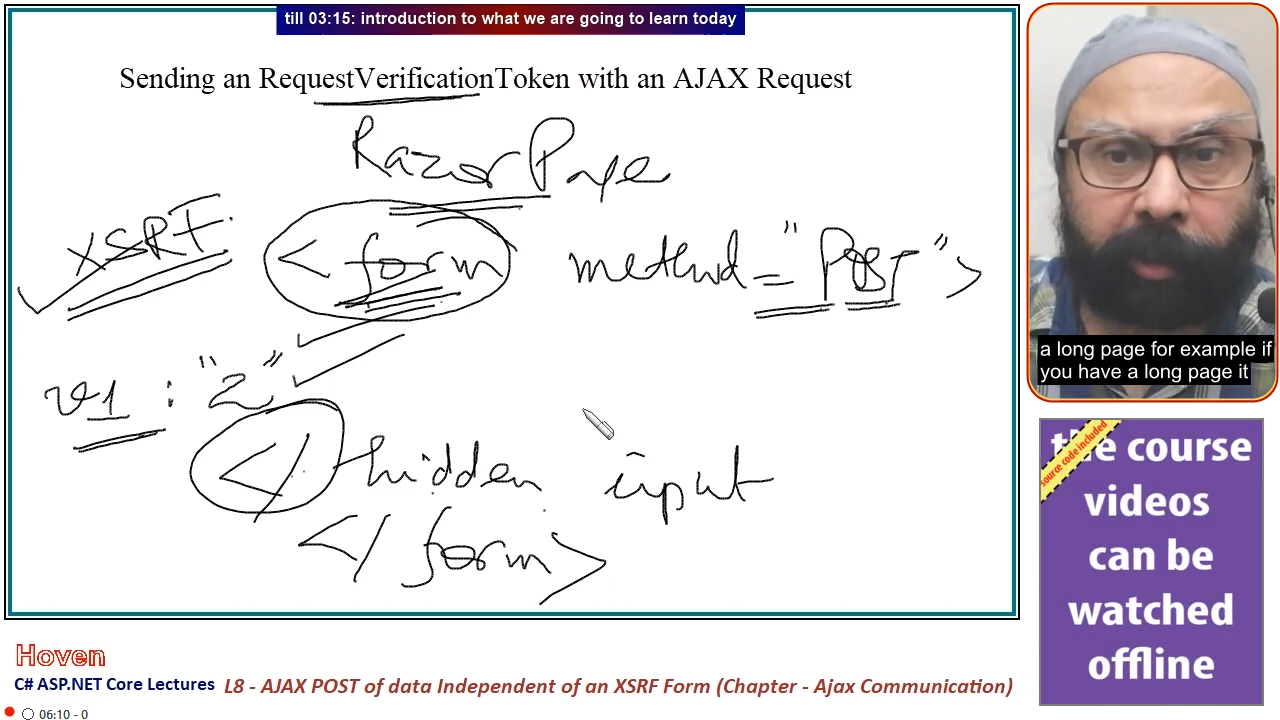 till 03:15: introduction to what we are going to learn today
Sending an RequestVerificationToken with an AJAX Request
Razor Page
XSRF
< form method = "POST" >
v1 : "2"
</ hidden input
</ form>
a long page for example if
you have a long page it
source code included
the course
videos
can be
watched
offline
Hoven
C# ASP.NET Core Lectures
L8 - AJAX POST of data Independent of an XSRF Form (Chapter - Ajax Communication)
06:10 - 0